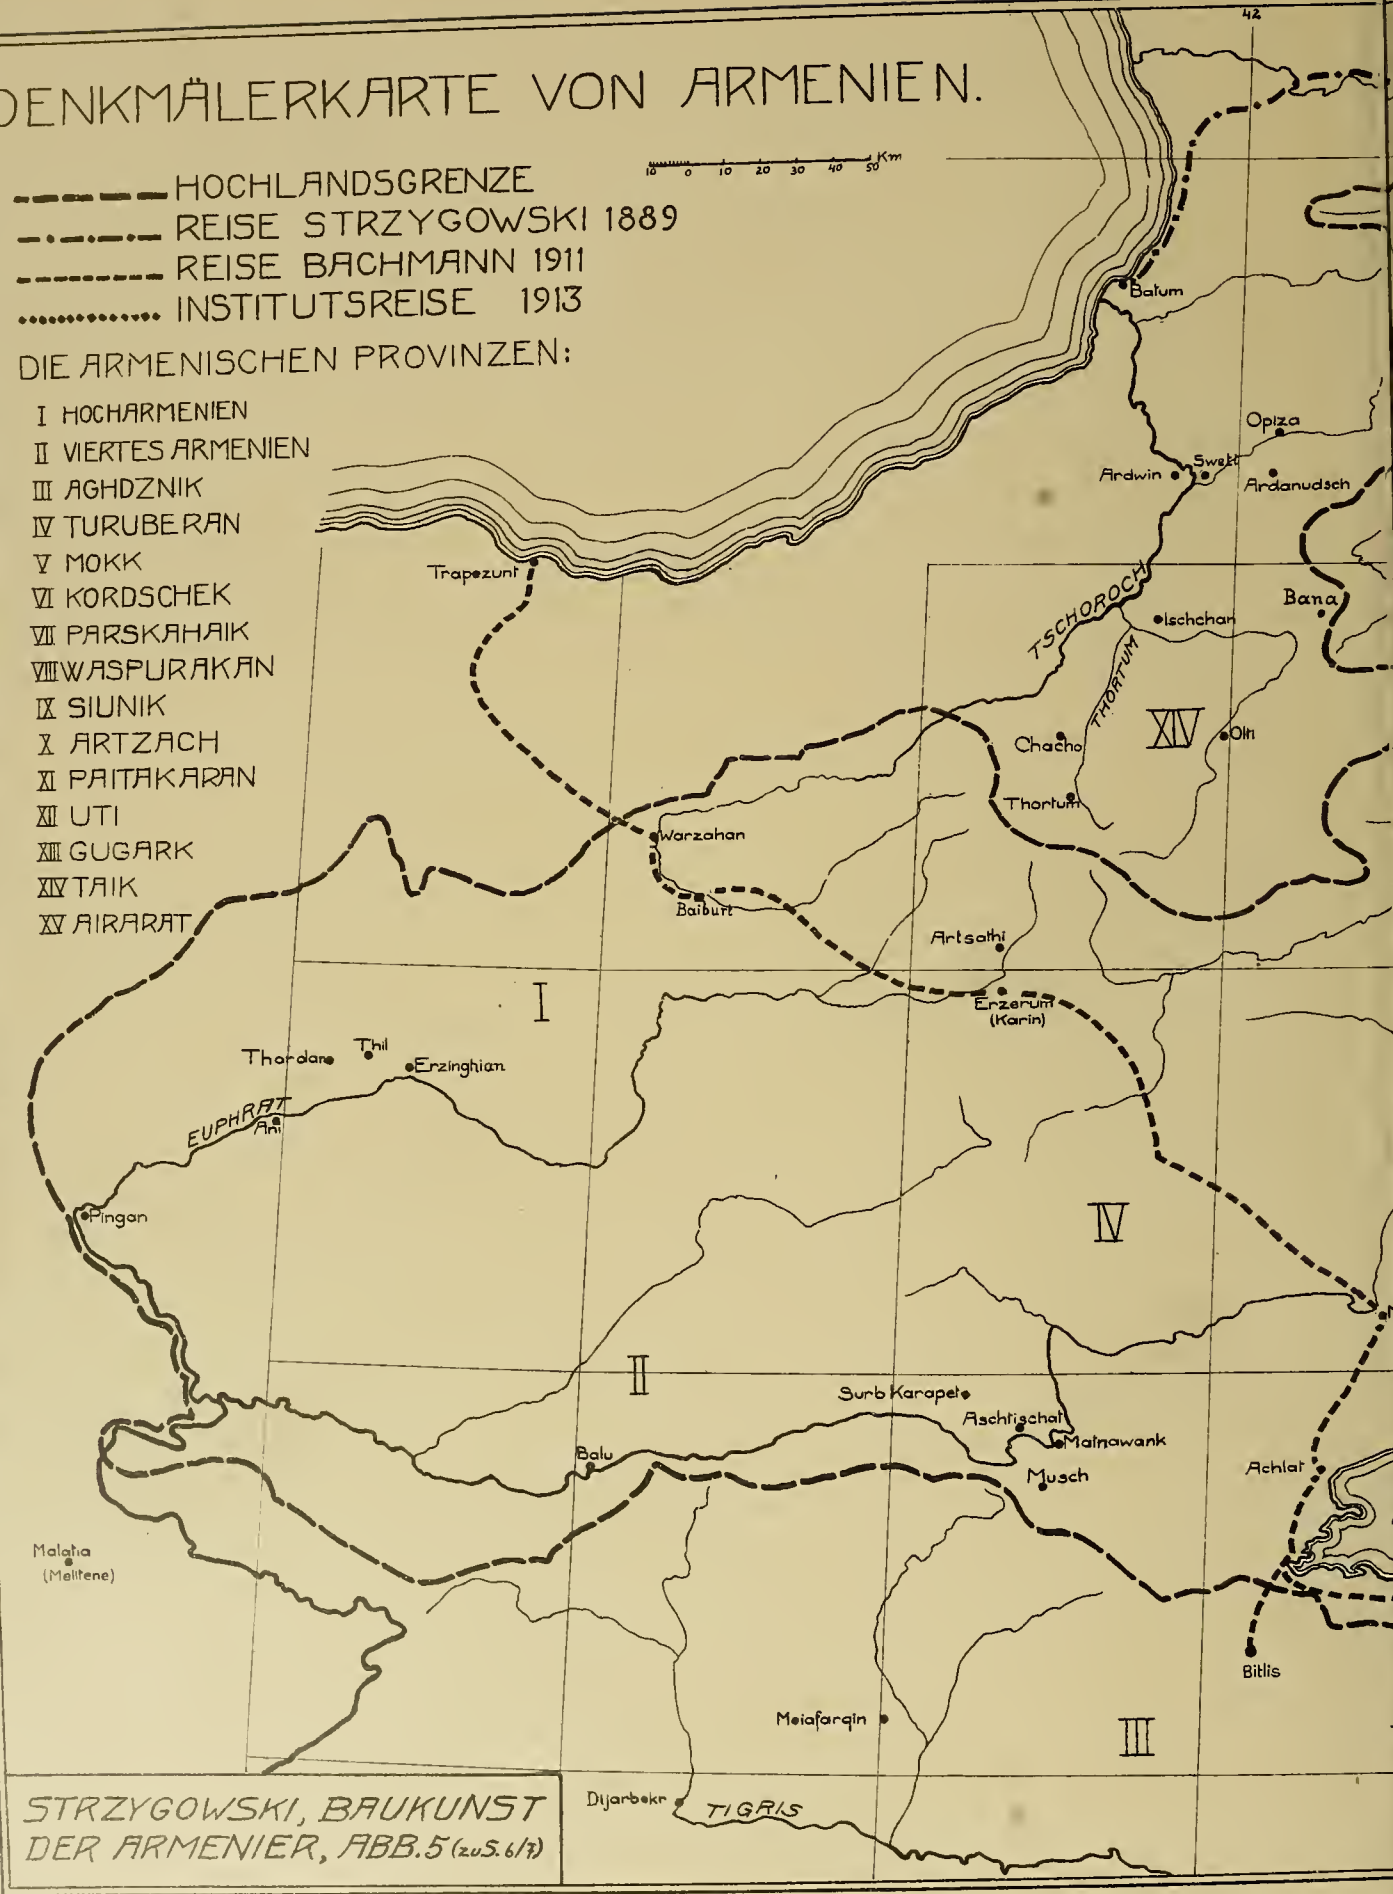 42
DENKMÄLERKARTE VON ARMENIEN.
10 0 10 20 30 40 50 Km
HOCHLANDSGRENZE
REISE STRZYGOWSKI 1889
REISE BACHMANN 1911
INSTITUTSREISE 1913
DIE ARMENISCHEN PROVINZEN:
I HOCHARMENIEN
II VIERTES ARMENIEN
III AGHDZNIK
IV TURUBERAN
V MOKK
VI KORDSCHEK
VII PARSKAHAIK
VIII WASPURAKAN
IX SIUNIK
X ARTZACH
XI PAITAKARAN
XII UTI
XIII GUGARK
XIV TAIK
XV AIRARAT
Batum
Opiza
Ardwin
Sweti
Ardanudsch
Trapezunt
TSCHOROCH
Bana
Ischchan
THORTUM
XIV
Chacho
Olti
Thortum
Warzahan
Baiburt
Artsathi
I
Erzerum
(Karin)
Thordan
Thil
Erzinghian
EUPHRAT
Ani
Pingan
IV
II
Surb Karapet
Aschtischat
Matnawank
Balu
Musch
Achlat
Malatia
(Melitene)
Bitlis
Meiafarqin
III
Dijarbekr
TIGRIS
STRZYGOWSKI, BAUKUNST
DER ARMENIER, ABB. 5 (zu S. 6/7)